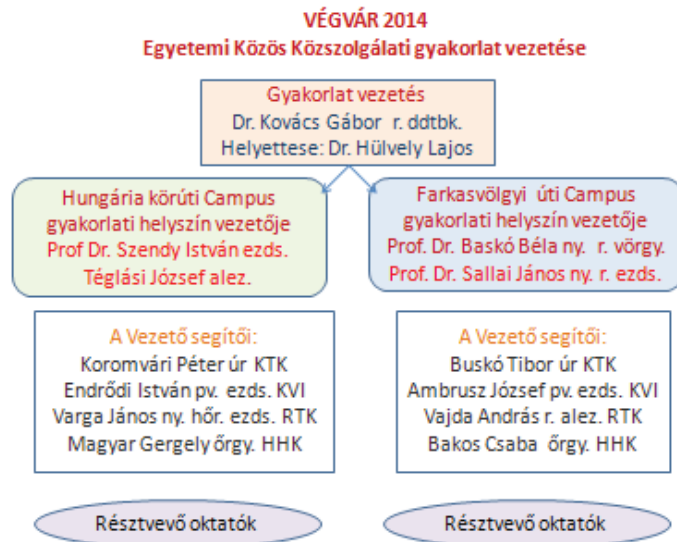 VÉGVÁR 2014
Egyetemi Közös Közszolgálati gyakorlat vezetése
Gyakorlat vezetés
Dr. Kovács Gábor r. ddtbk.
Helyettese: Dr. Hülvely Lajos
Hungária körúti Campus
gyakorlati helyszín vezetője
Prof Dr. Szendy István ezds.
Téglási József alez.
Farkasvölgyi úti Campus
gyakorlati helyszín vezetője
Prof. Dr. Baskó Béla ny. r. vörgy.
Prof. Dr. Sallai János ny. r. ezds.
A Vezető segítői:
Koromvári Péter úr KTK
Endrődi István pv. ezds. KVI
Varga János ny. hőr. ezds. RTK
Magyar Gergely őrgy. HHK
A Vezető segítői:
Buskó Tibor úr KTK
Ambrusz József pv. ezds. KVI
Vajda András r. alez. RTK
Bakos Csaba őrgy. HHK
Résztvevő oktatók
Résztvevő oktatók